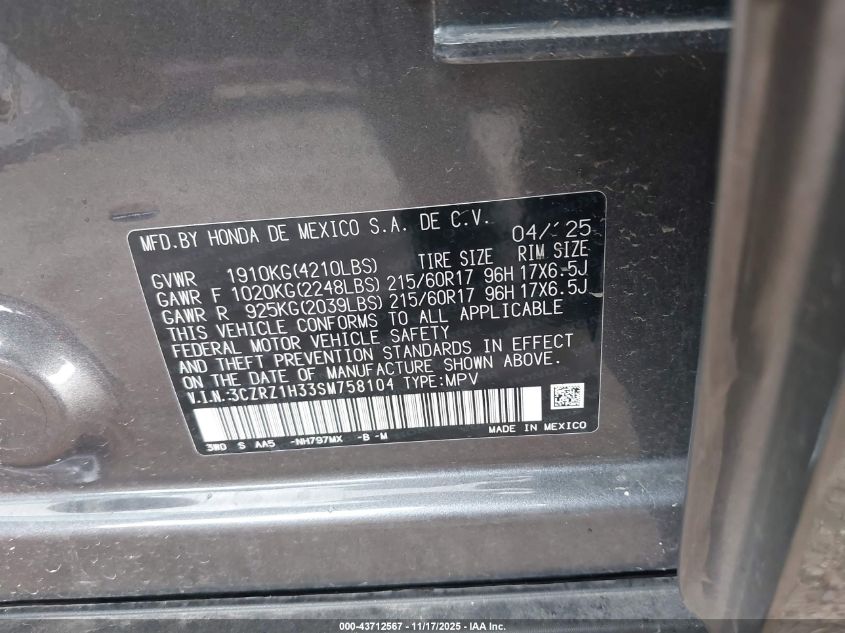 MFD.BY HONDA DE MEXICO S.A. DE C.V. 04/'25
GVWR 1910KG(4210LBS) TIRE SIZE RIM SIZE
GAWR F 1020KG(2248LBS) 215/60R17 96H 17X6.5J
GAWR R 925KG(2039LBS) 215/60R17 96H 17X6.5J
THIS VEHICLE CONFORMS TO ALL APPLICABLE
FEDERAL MOTOR VEHICLE SAFETY
AND THEFT PREVENTION STANDARDS IN EFFECT
ON THE DATE OF MANUFACTURE SHOWN ABOVE.
V.I.N.:3CZRZ1H33SM758104 TYPE:MPV
3W0 S AA5 -NH797MX -B -M MADE IN MEXICO
000-43712567 — 11/17/2025 — IAA Inc.